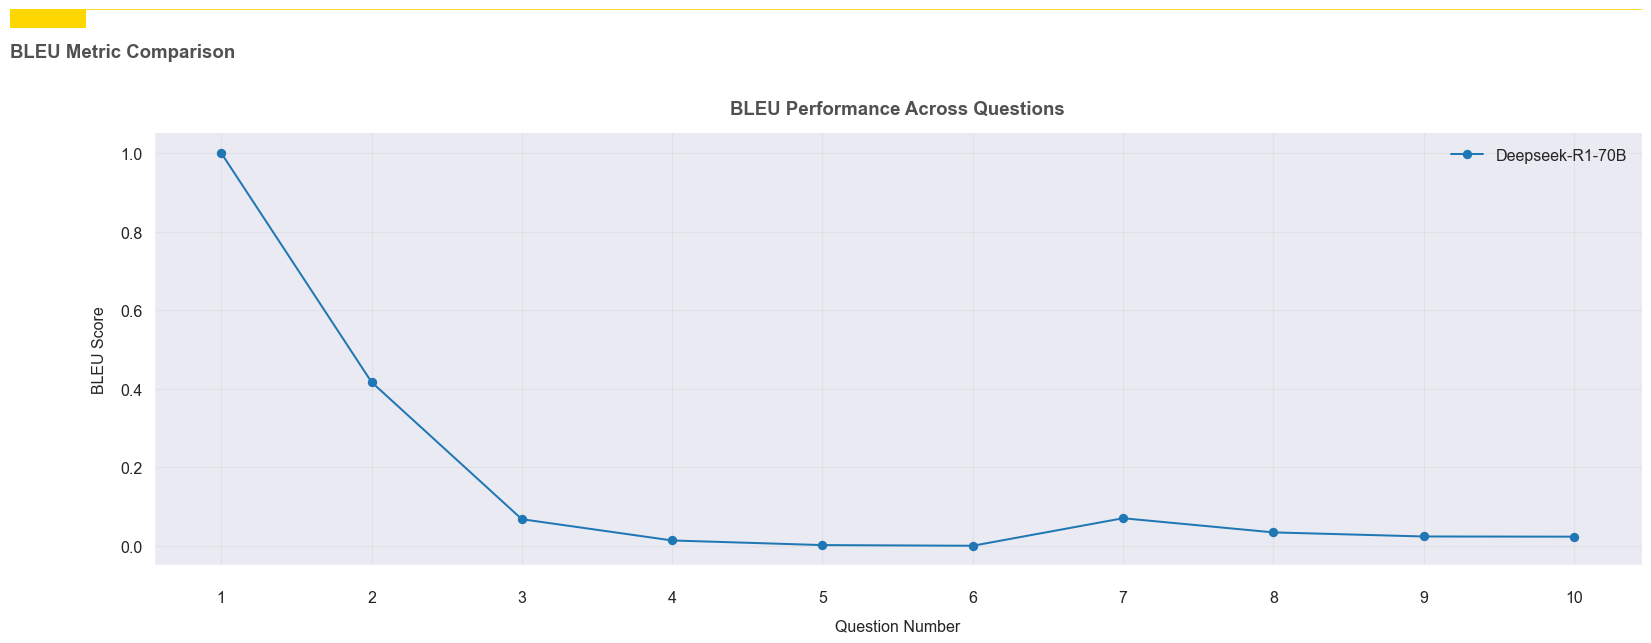 BLEU Metric Comparison
BLEU Performance Across Questions
Deepseek-R1-70B
1.0
0.8
0.6
0.4
0.2
0.0
BLEU Score
1 2 3 4 5 6 7 8 9 10
Question Number